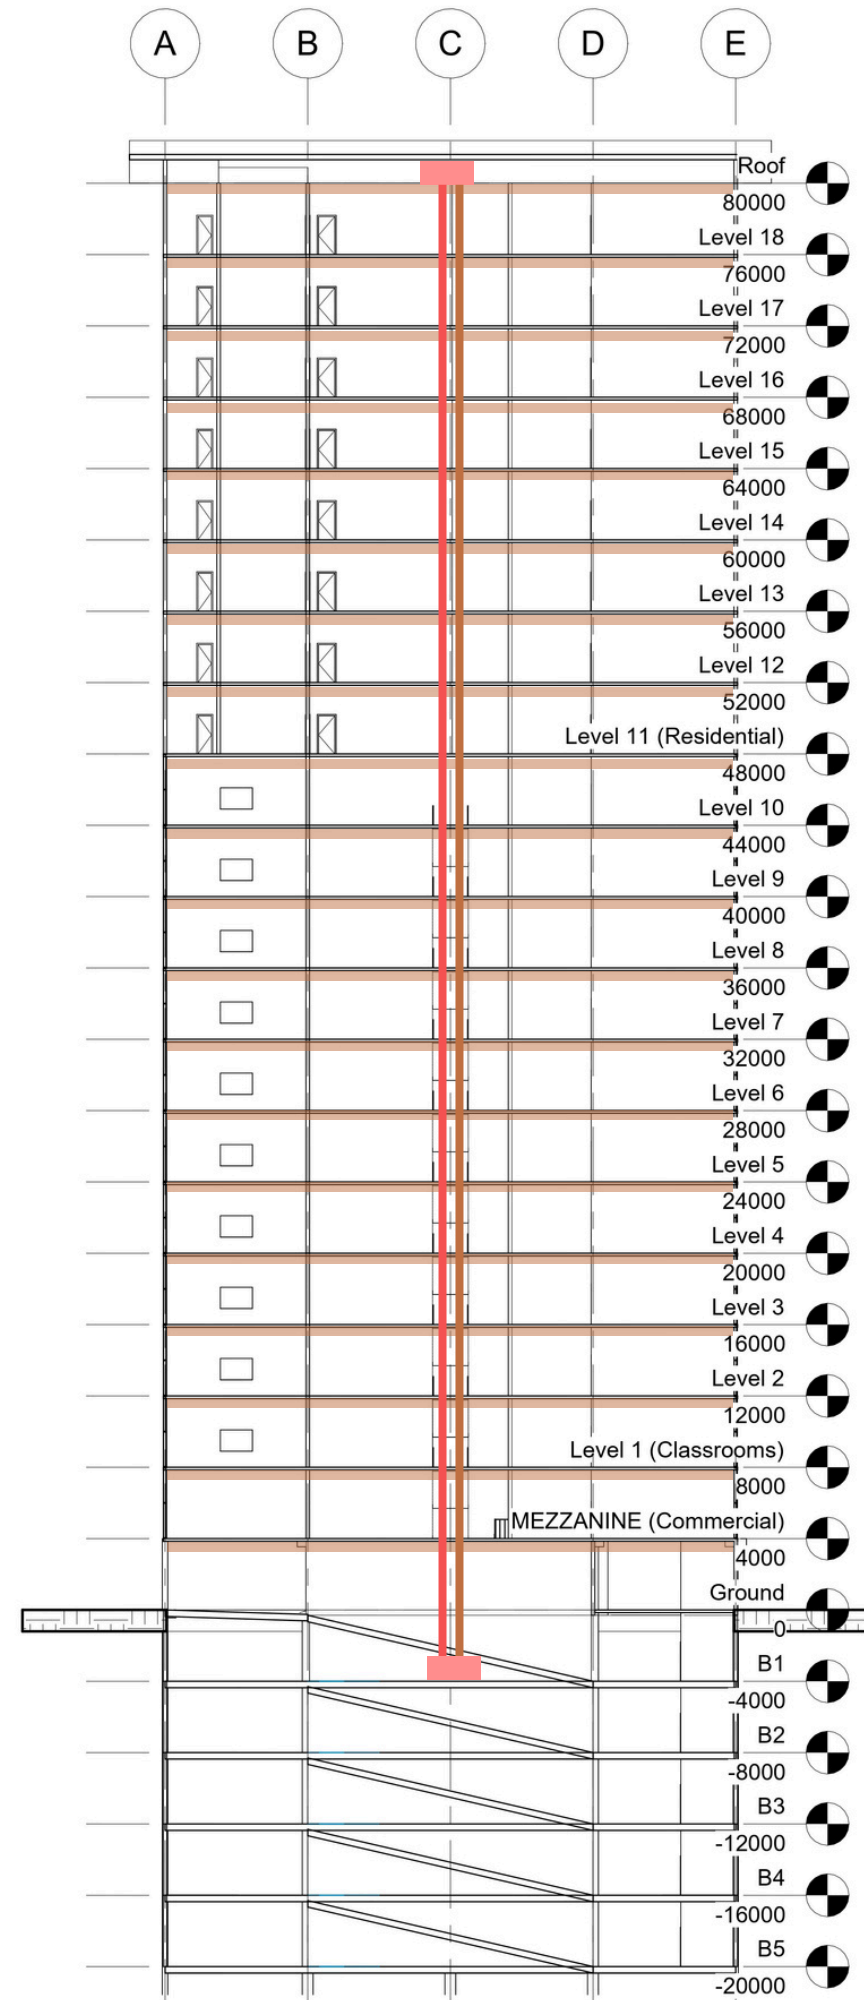 A B C D E
Roof
80000
Level 18
76000
Level 17
72000
Level 16
68000
Level 15
64000
Level 14
60000
Level 13
56000
Level 12
52000
Level 11 (Residential)
48000
Level 10
44000
Level 9
40000
Level 8
36000
Level 7
32000
Level 6
28000
Level 5
24000
Level 4
20000
Level 3
16000
Level 2
12000
Level 1 (Classrooms)
8000
MEZZANINE (Commercial)
4000
Ground
0
B1
-4000
B2
-8000
B3
-12000
B4
-16000
B5
-20000